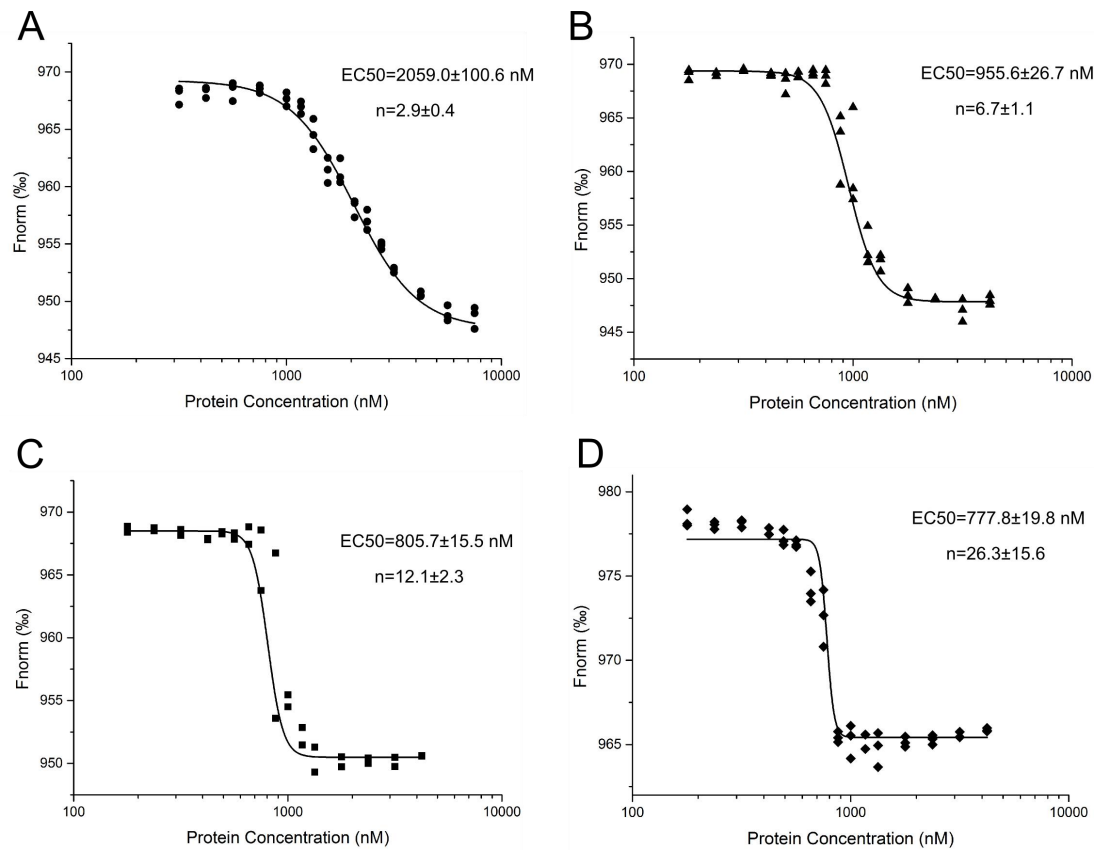 A
970
965
960
955
950
945
100
1000
10000
Fnorm (‰)
Protein Concentration (nM)
EC50=2059.0±100.6 nM
n=2.9±0.4
B
970
965
960
955
950
945
100
1000
10000
Fnorm (‰)
Protein Concentration (nM)
EC50=955.6±26.7 nM
n=6.7±1.1
C
970
965
960
955
950
100
1000
10000
Fnorm (‰)
Protein Concentration (nM)
EC50=805.7±15.5 nM
n=12.1±2.3
D
980
975
970
965
100
1000
10000
Fnorm (‰)
Protein Concentration (nM)
EC50=777.8±19.8 nM
n=26.3±15.6